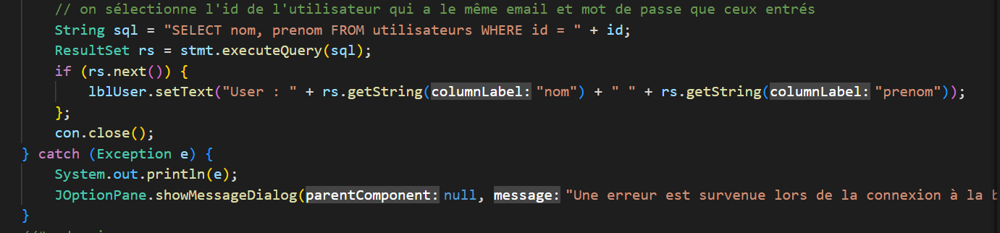 // on sélectionne l'id de l'utilisateur qui a le même email et mot de passe que ceux entrés
String sql = "SELECT nom, prenom FROM utilisateurs WHERE id = " + id;
ResultSet rs = stmt.executeQuery(sql);
if (rs.next()) {
lblUser.setText("User : " + rs.getString(columnLabel: "nom") + " " + rs.getString(columnLabel: "prenom"));
};
con.close();
} catch (Exception e) {
System.out.println(e);
JOptionPane.showMessageDialog(parentComponent: null, message: "Une erreur est survenue lors de la connexion à la
}